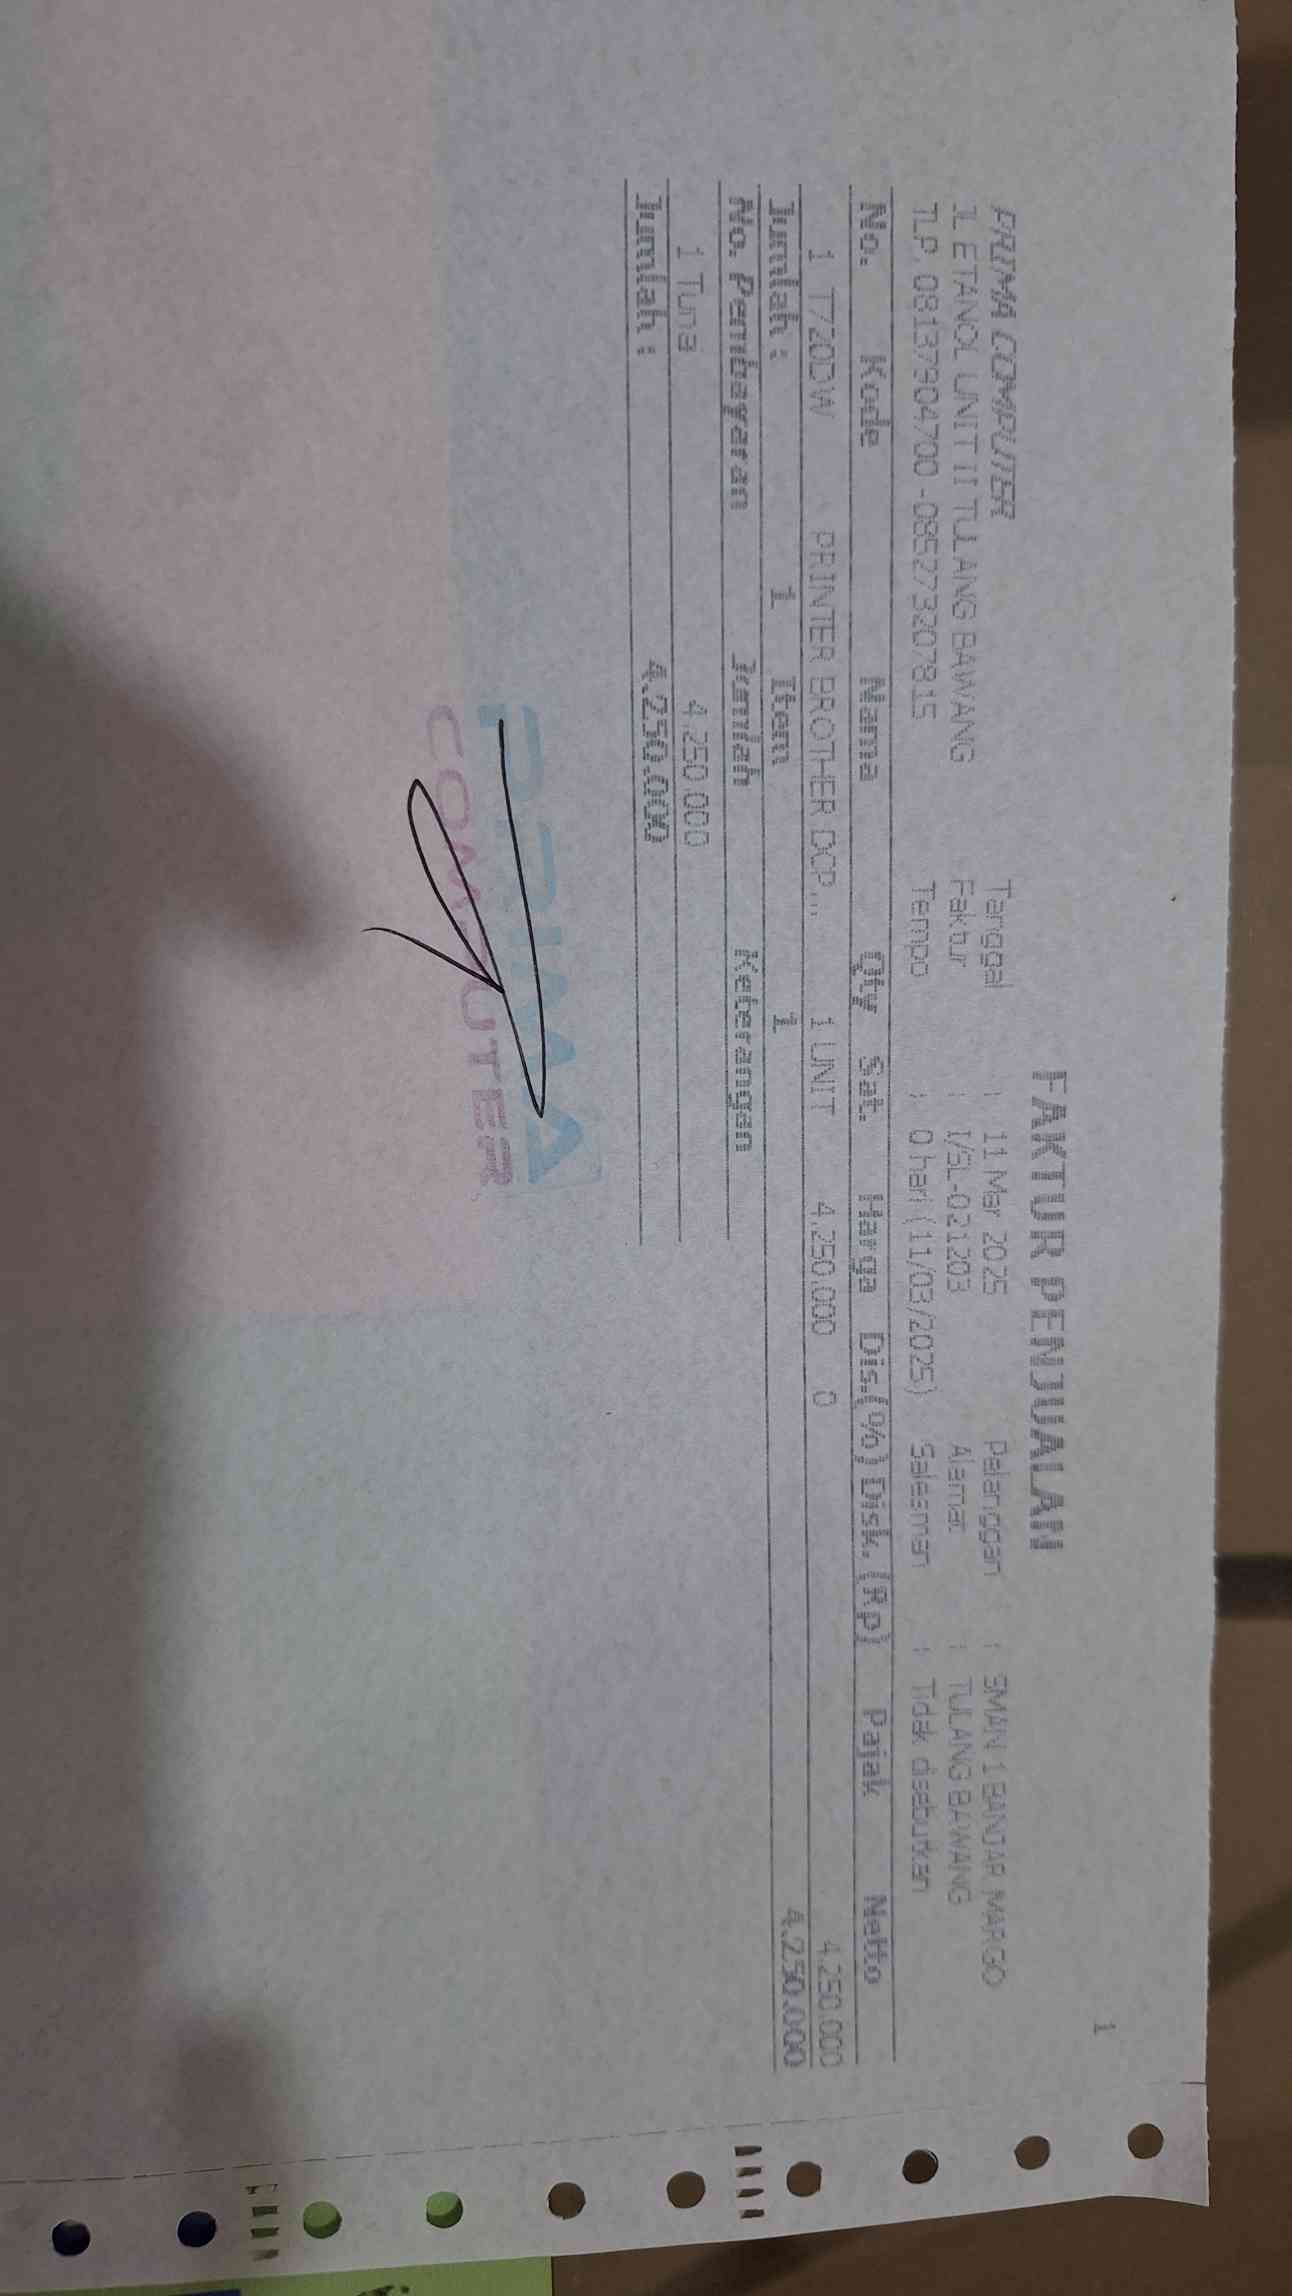 1
FAKTUR PENJUALAN
PRIMA COMPUTER
JL ETANOL UNIT II TULANG BAWANG
TLP. 08137904700 -085273207815
Tanggal : 11 Mar 2025
Faktur : I/SL-021203
Tempo : 0 hari (11/03/2025)
Pelanggan : SMAN 1 BANJAR MARGO
Alamat : TULANG BAWANG
Salesman : Tidak disebutkan
No. Kode Nama Qty Sat. Harga Dis.(%) Disk.(Rp) Pajak Netto
1 T720DW PRINTER BROTHER DCP... 1 UNIT 4.250.000 0 4.250.000
Jumlah : 1 Item 1 4.250.000
No. Pembayaran Jumlah Keterangan
1 Tunai 4.250.000
Jumlah : 4.250.000
PRIMA
COMPUTER